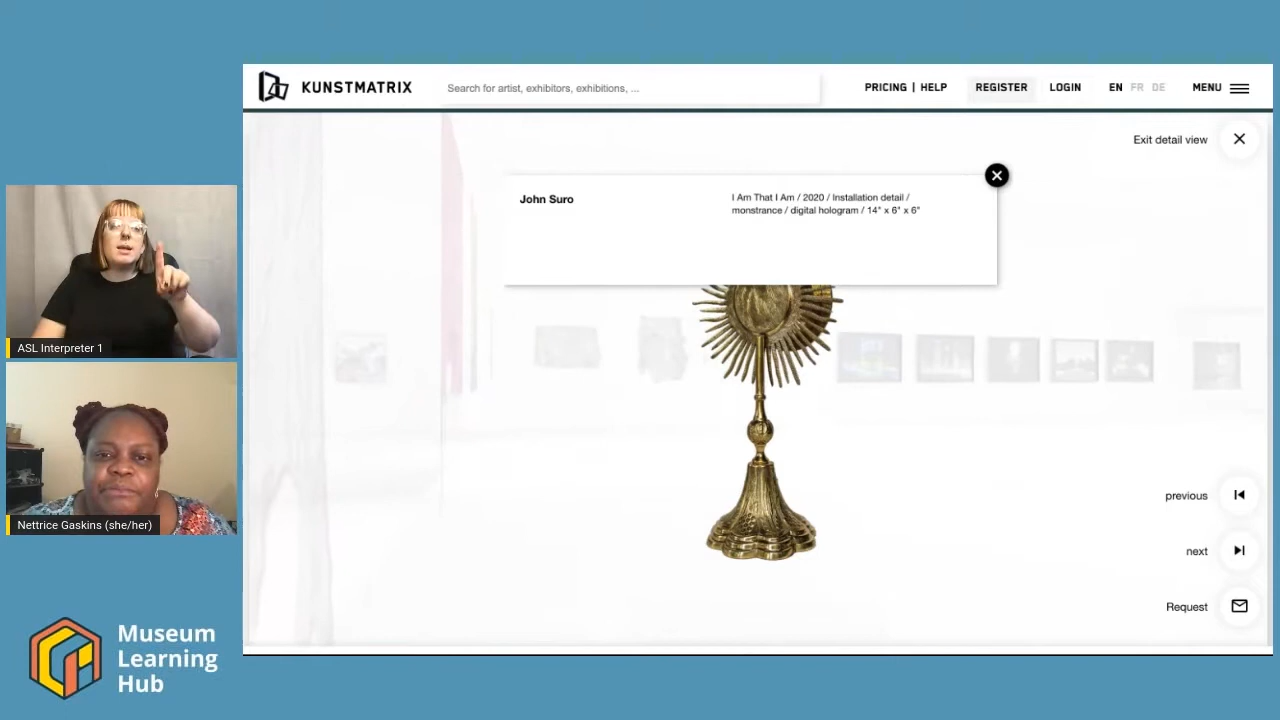 KUNSTMATRIX
Search for artist, exhibitors, exhibitions, ...
PRICING | HELP
REGISTER
LOGIN
EN FR DE
MENU
Exit detail view
John Suro
I Am That I Am / 2020 / Installation detail /
monstrance / digital hologram / 14" x 6" x 6"
ASL Interpreter 1
Nettrice Gaskins (she/her)
previous
next
Request
Museum
Learning
Hub